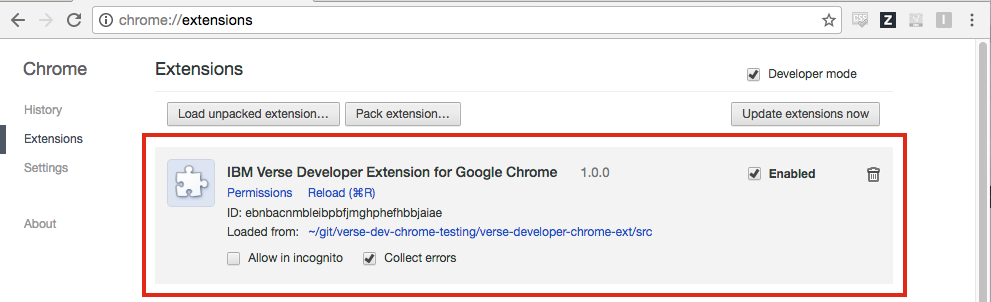 chrome://extensions
Chrome
Extensions
Developer mode
History
Extensions
Settings
About
Load unpacked extension...
Pack extension...
Update extensions now
IBM Verse Developer Extension for Google Chrome 1.0.0
Enabled
Permissions Reload (⌘R)
ID: ebnbacnmbleibpbfjmghphefhbbjaiae
Loaded from: ~/git/verse-dev-chrome-testing/verse-developer-chrome-ext/src
Allow in incognito
Collect errors
Z